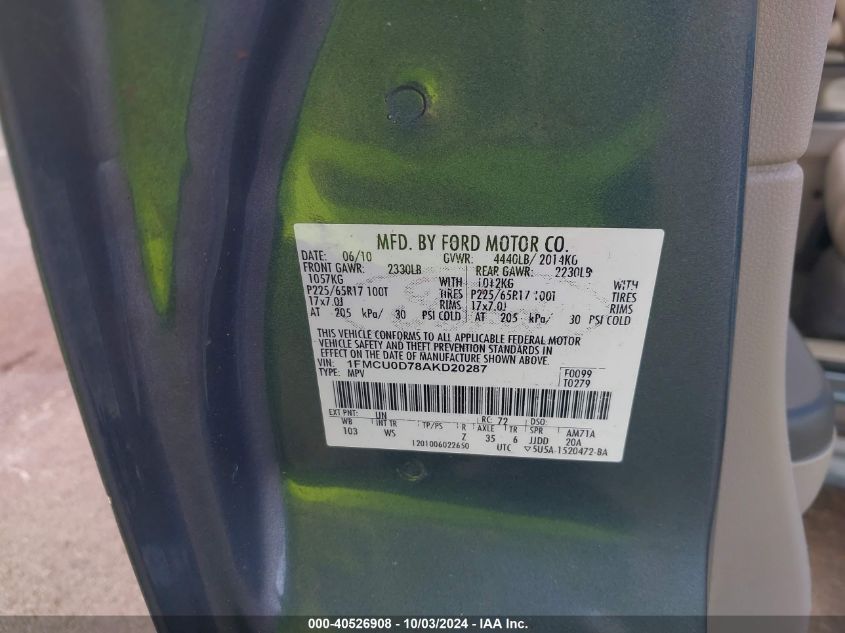 MFD. BY FORD MOTOR CO.
DATE: 06/10 GVWR: 4440LB/ 2014KG
FRONT GAWR: 2330LB REAR GAWR: 2230LB
1057KG WITH 1012KG WITH
P225/65R17 100T TIRES P225/65R17 100T TIRES
17x7.0J RIMS 17x7.0J RIMS
AT 205 kPa/ 30 PSI COLD AT 205 kPa/ 30 PSI COLD
THIS VEHICLE CONFORMS TO ALL APPLICABLE FEDERAL MOTOR
VEHICLE SAFETY AND THEFT PREVENTION STANDARDS IN
EFFECT ON THE DATE OF MANUFACTURE SHOWN ABOVE.
VIN: 1FMCU0D78AKD20287 F0099
TYPE: MPV T0279
EXT PNT: UN RC: 72 DSO:
WB INT TR TP/PS R AXLE TR SPR AM71A
103 WS Z 35 6 JJDD 20A
1201006022650 UTC ▽5U5A-1520472-BA
000-40526908 - 10/03/2024 - IAA Inc.